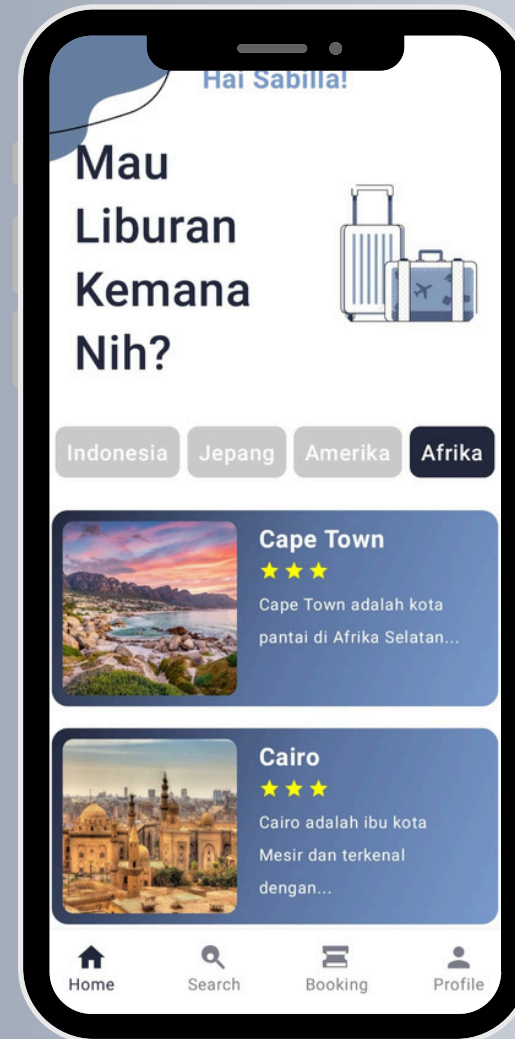 Hai Sabilla!
Mau
Liburan
Kemana
Nih?
Indonesia Jepang Amerika Afrika
Cape Town
Cape Town adalah kota
pantai di Afrika Selatan...
Cairo
Cairo adalah ibu kota
Mesir dan terkenal
dengan...
Home Search Booking Profile